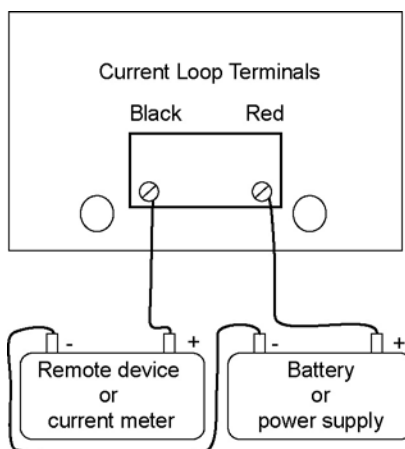 Current Loop Terminals
Black Red
- + - +
Remote device
or
current meter
Battery
or
power supply